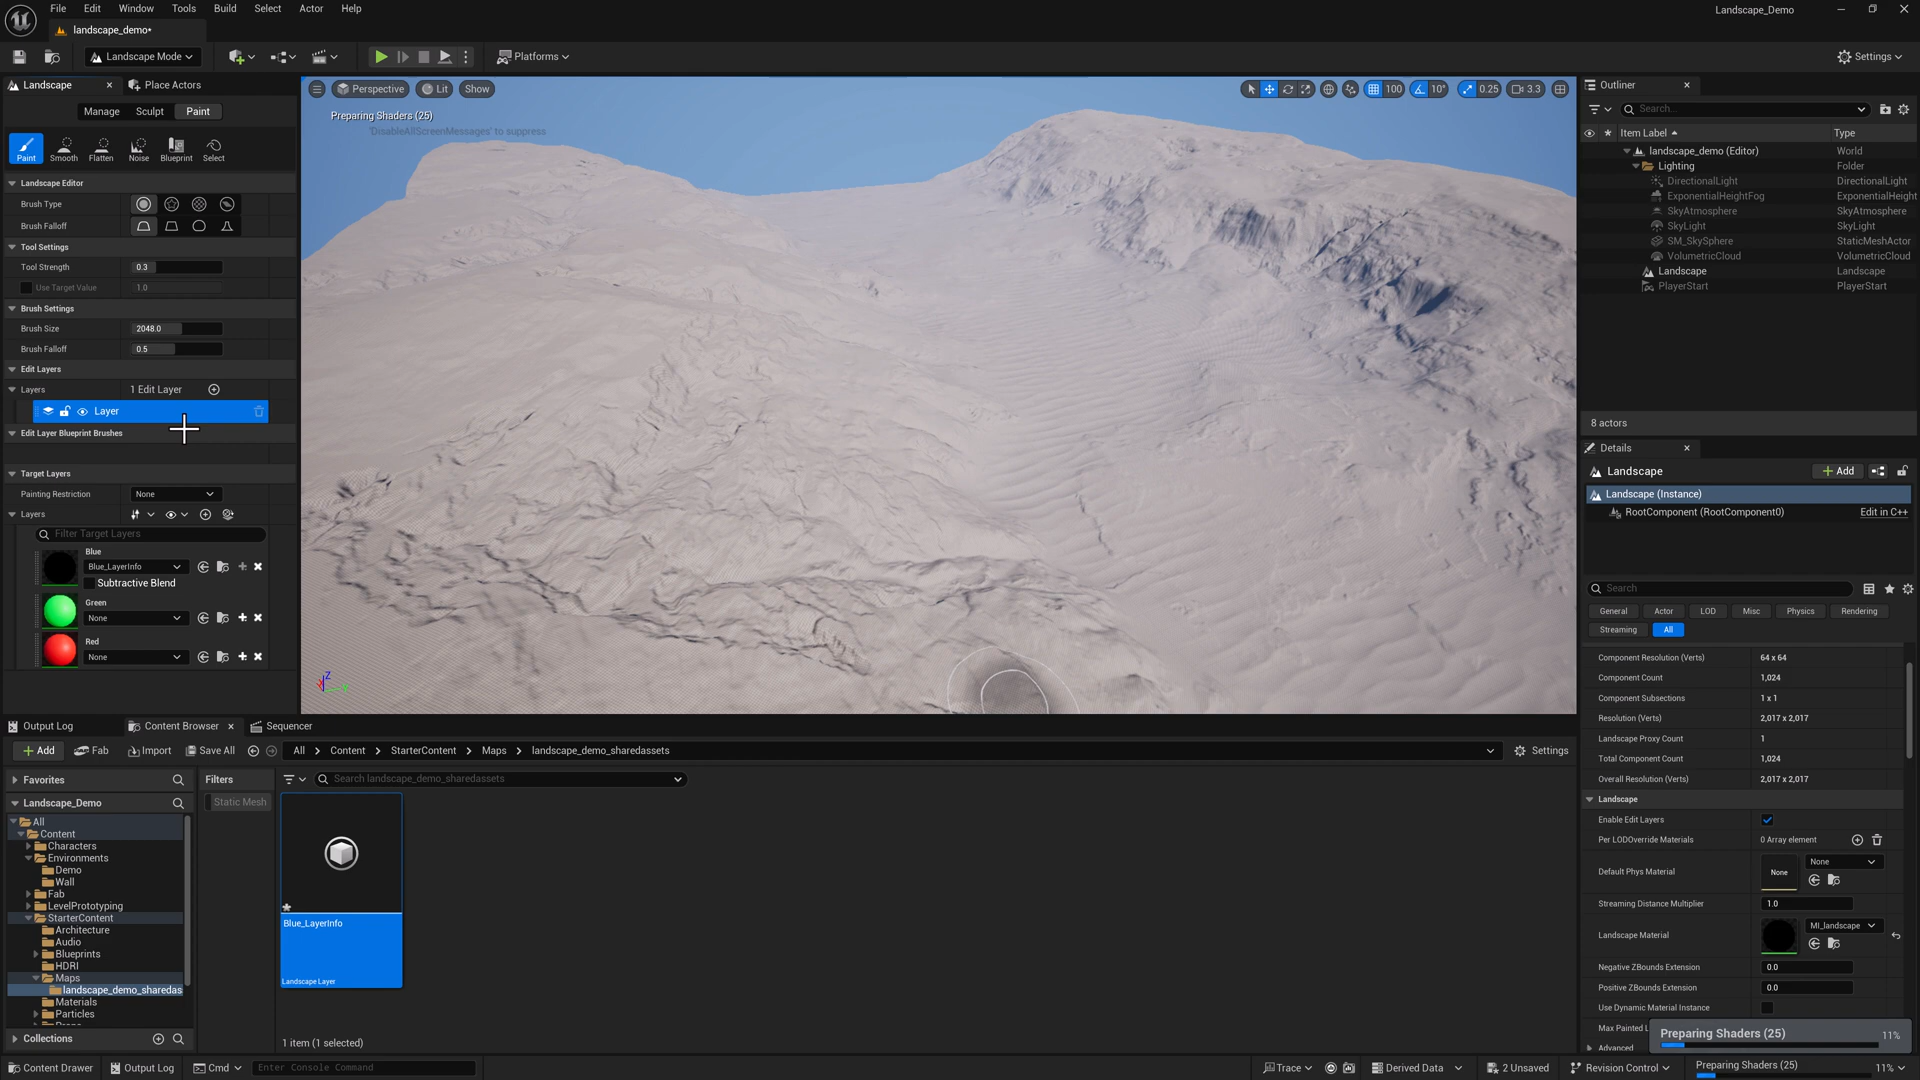 File Edit Window Tools Build Select Actor Help
Landscape_Demo
landscape_demo*
Landscape Mode
Platforms
Settings
Landscape
Place Actors
Manage Sculpt Paint
Paint Smooth Flatten Noise Blueprint Select
Landscape Editor
Brush Type
Brush Falloff
Tool Settings
Tool Strength 0.3
Use Target Value 1.0
Brush Settings
Brush Size 2048.0
Brush Falloff 0.5
Edit Layers
Layers 1 Edit Layer
Layer
Edit Layer Blueprint Brushes
Target Layers
Painting Restriction None
Layers
Filter Target Layers
Blue
Blue_LayerInfo
Subtractive Blend
Green
None
Red
None
Perspective Lit Show
100 10° 0.25 3.3
Preparing Shaders (25)
'DisableAllScreenMessages' to suppress
Z
Outliner
Search...
Item Label Type
landscape_demo (Editor) World
Lighting Folder
DirectionalLight DirectionalLight
ExponentialHeightFog ExponentialHeight
SkyAtmosphere SkyAtmosphere
SkyLight SkyLight
SM_SkySphere StaticMeshActor
VolumetricCloud VolumetricCloud
Landscape Landscape
PlayerStart PlayerStart
8 actors
Details
Landscape
Add
Landscape (Instance)
RootComponent (RootComponent0) Edit in C++
Search
General Actor LOD Misc Physics Rendering
Streaming All
Component Resolution (Verts) 64 x 64
Component Count 1,024
Component Subsections 1 x 1
Resolution (Verts) 2,017 x 2,017
Landscape Proxy Count 1
Total Component Count 1,024
Overall Resolution (Verts) 2,017 x 2,017
Landscape
Enable Edit Layers
Per LODOverride Materials 0 Array element
Default Phys Material None None
Streaming Distance Multiplier 1.0
Landscape Material MI_landscape
Negative ZBounds Extension 0.0
Positive ZBounds Extension 0.0
Use Dynamic Material Instance
Max Painted L
Advanced
Preparing Shaders (25) 11%
Output Log
Content Browser
Sequencer
Add Fab Import Save All
All Content StarterContent Maps landscape_demo_sharedassets
Settings
Favorites
Landscape_Demo
All
Content
Characters
Environments
Demo
Wall
Fab
LevelPrototyping
StarterContent
Architecture
Audio
Blueprints
HDRI
Maps
landscape_demo_sharedas
Materials
Particles
Collections
Filters
Static Mesh
Search landscape_demo_sharedassets
Blue_LayerInfo
Landscape Layer
1 item (1 selected)
Content Drawer Output Log Cmd Enter Console Command
Trace Derived Data 2 Unsaved Revision Control Preparing Shaders (25) 11%